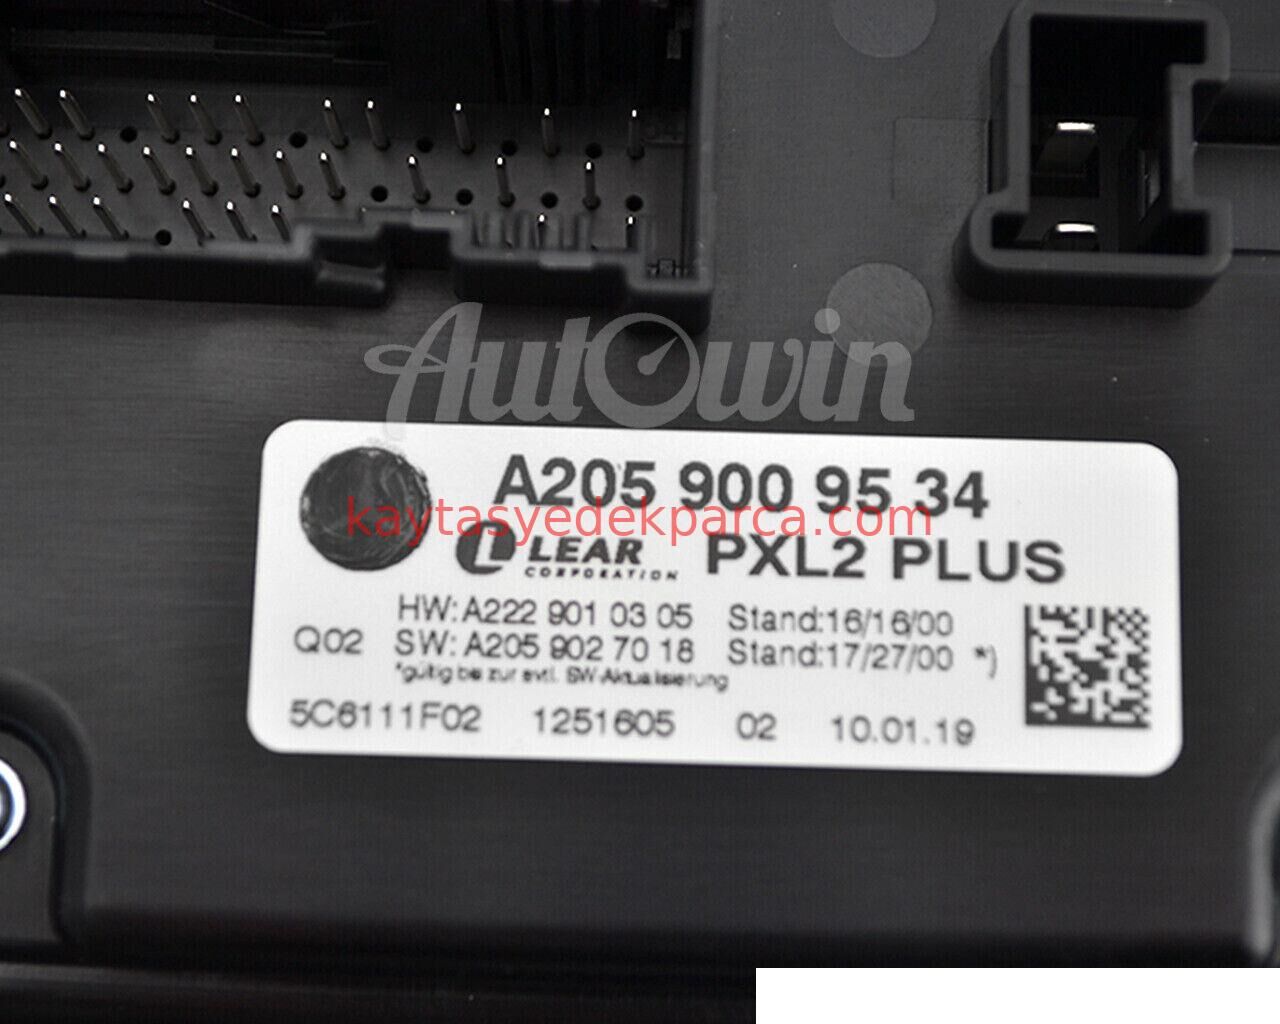 AutOwin
A205 900 95 34
kaytasyedekparca.com
LEAR
CORPORATION
PXL2 PLUS
HW: A222 901 03 05 Stand:16/16/00
Q02 SW: A205 902 70 18 Stand:17/27/00 *)
*gültig bis zur evtl. SW-Aktualisierung
5C6111F02 1251605 02 10.01.19